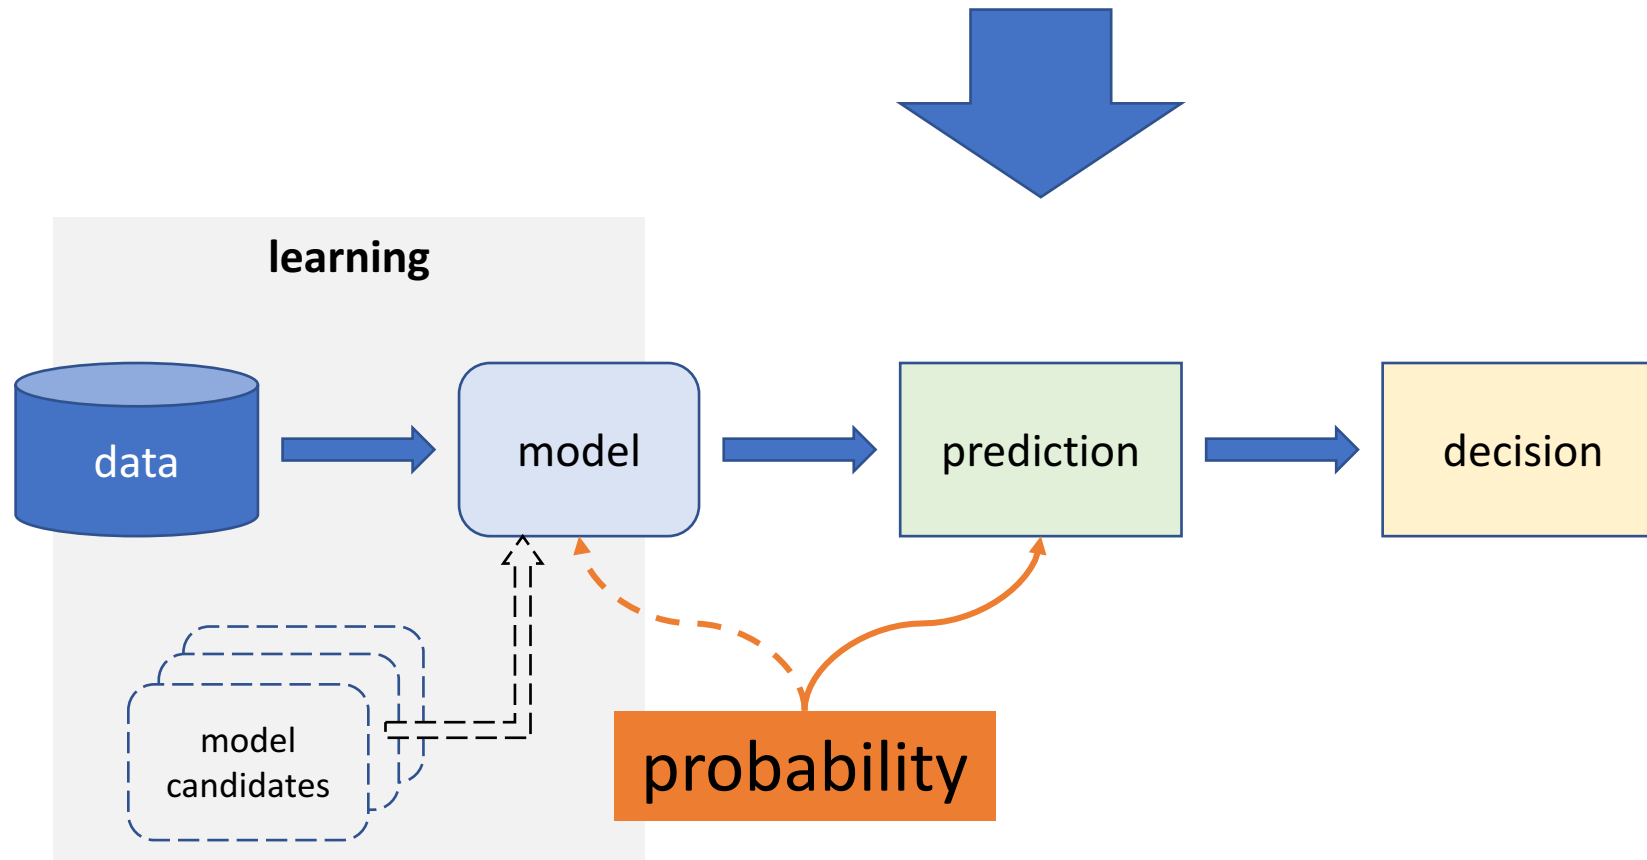 learning
data
model
prediction
decision
model
candidates
probability